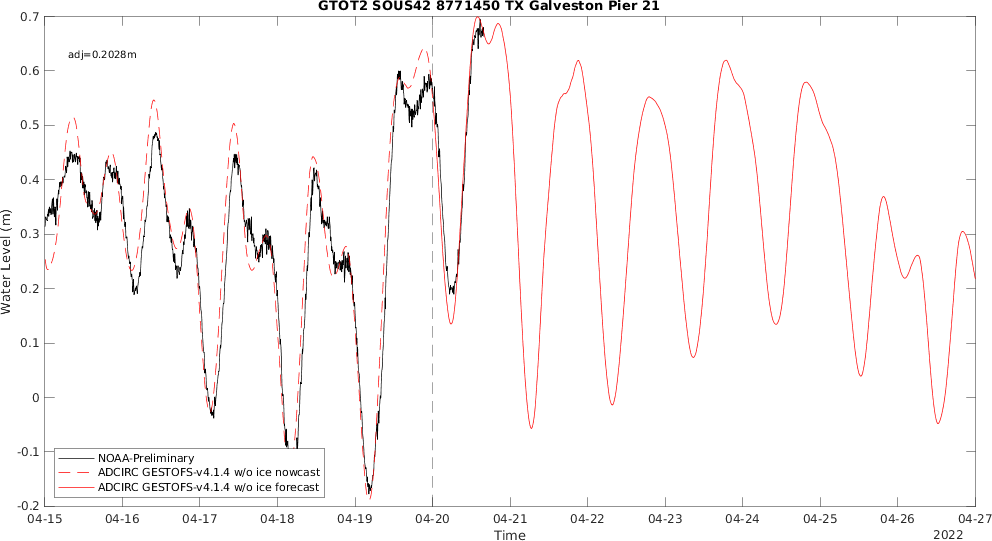 GTOT2 SOUS42 8771450 TX Galveston Pier 21
adj=0.2028m
Water Level (m)
0.7
0.6
0.5
0.4
0.3
0.2
0.1
0
-0.1
-0.2
NOAA-Preliminary
ADCIRC GESTOFS-v4.1.4 w/o ice nowcast
ADCIRC GESTOFS-v4.1.4 w/o ice forecast
04-15 04-16 04-17 04-18 04-19 04-20 04-21 04-22 04-23 04-24 04-25 04-26 04-27
Time
2022